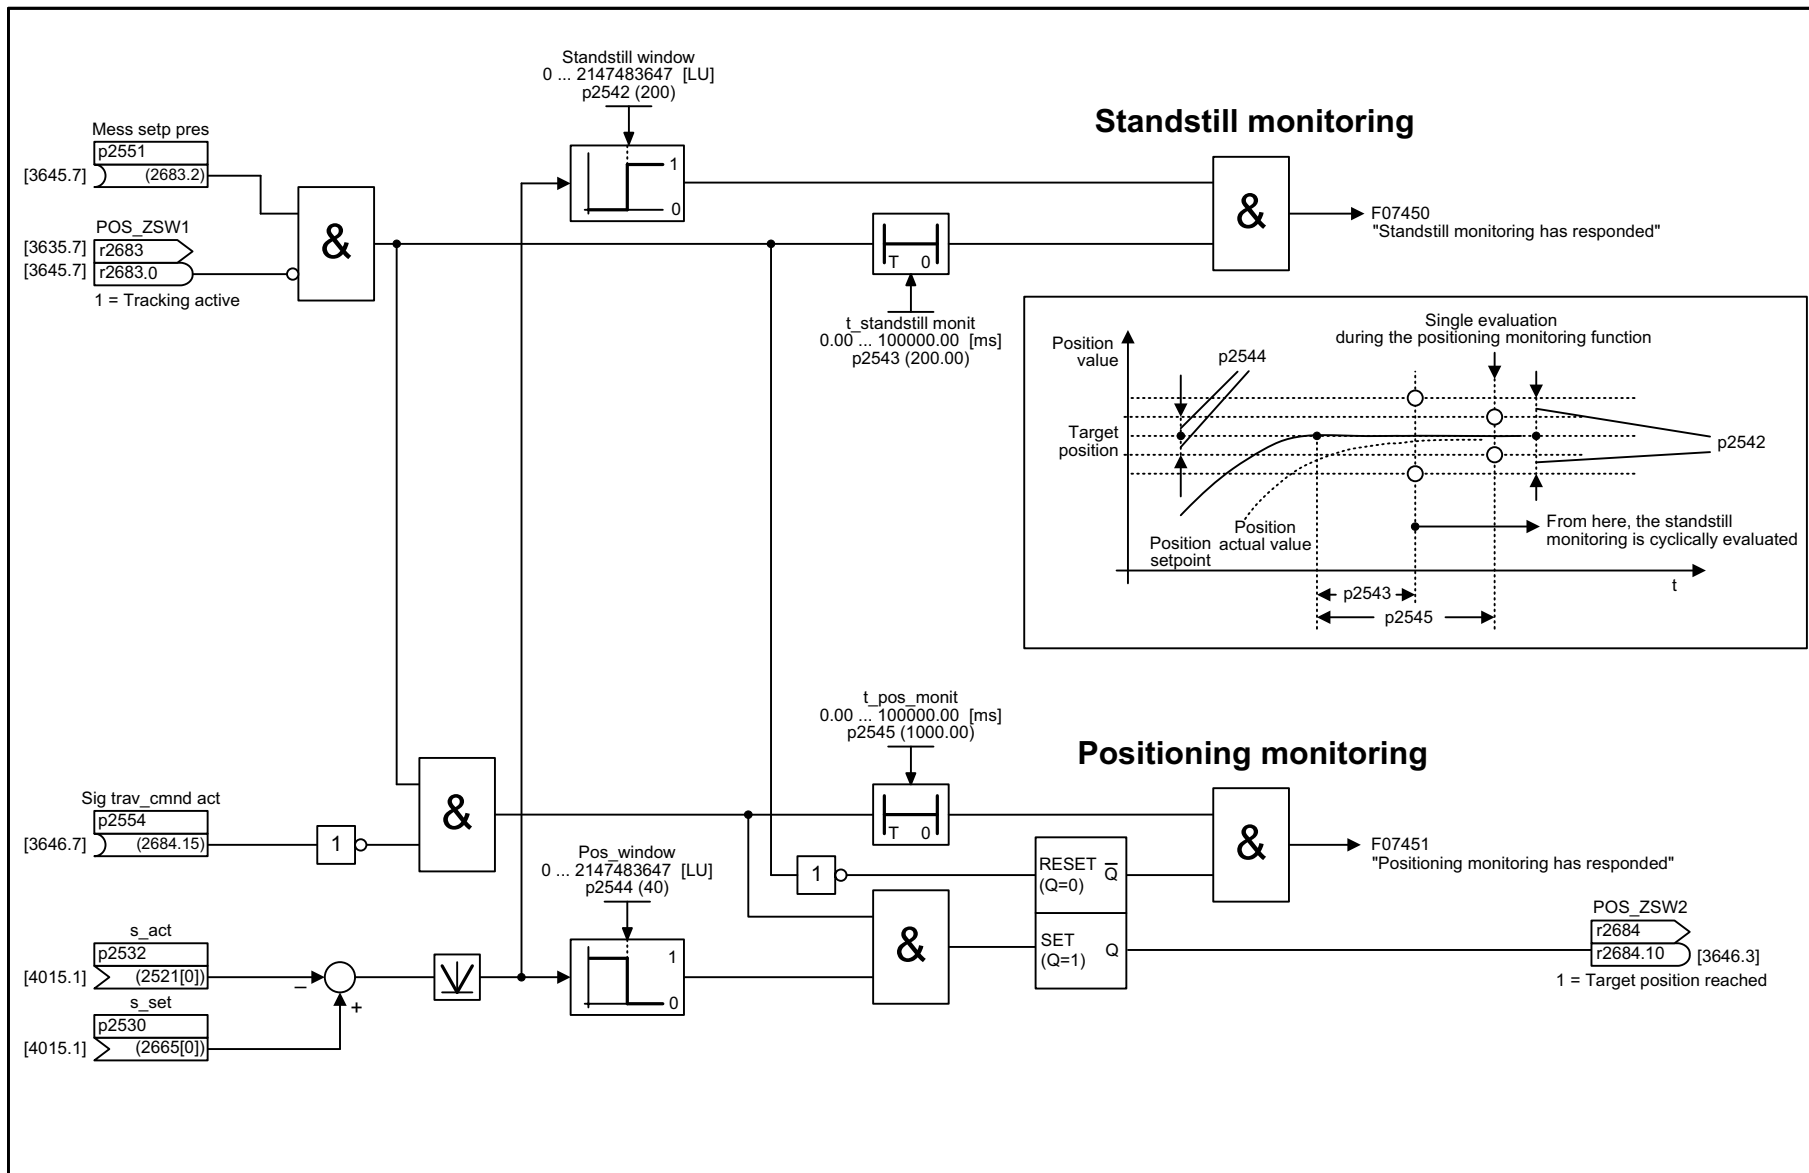 Standstill window
0 ... 2147483647 [LU]
p2542 (200)
Standstill monitoring
Mess setp pres
p2551
[3645.7]
(2683.2)
1
0
&
POS_ZSW1
[3635.7]
r2683
[3645.7]
r2683.0
1 = Tracking active
&
T 0
F07450
"Standstill monitoring has responded"
t_standstill monit
0.00 ... 100000.00 [ms]
p2543 (200.00)
Single evaluation
during the positioning monitoring function
Position
value
p2544
Target
position
p2542
Position
actual value
Position
setpoint
From here, the standstill
monitoring is cyclically evaluated
t
p2543
p2545
t_pos_monit
0.00 ... 100000.00 [ms]
p2545 (1000.00)
Positioning monitoring
Sig trav_cmnd act
p2554
[3646.7]
(2684.15)
1
&
T 0
&
F07451
"Positioning monitoring has responded"
Pos_window
0 ... 2147483647 [LU]
p2544 (40)
1
RESET Q̅
(Q=0)
SET
(Q=1) Q
&
POS_ZSW2
r2684
r2684.10
[3646.3]
1 = Target position reached
s_act
p2532
[4015.1]
(2521[0])
–
+
1
0
s_set
p2530
[4015.1]
(2665[0])